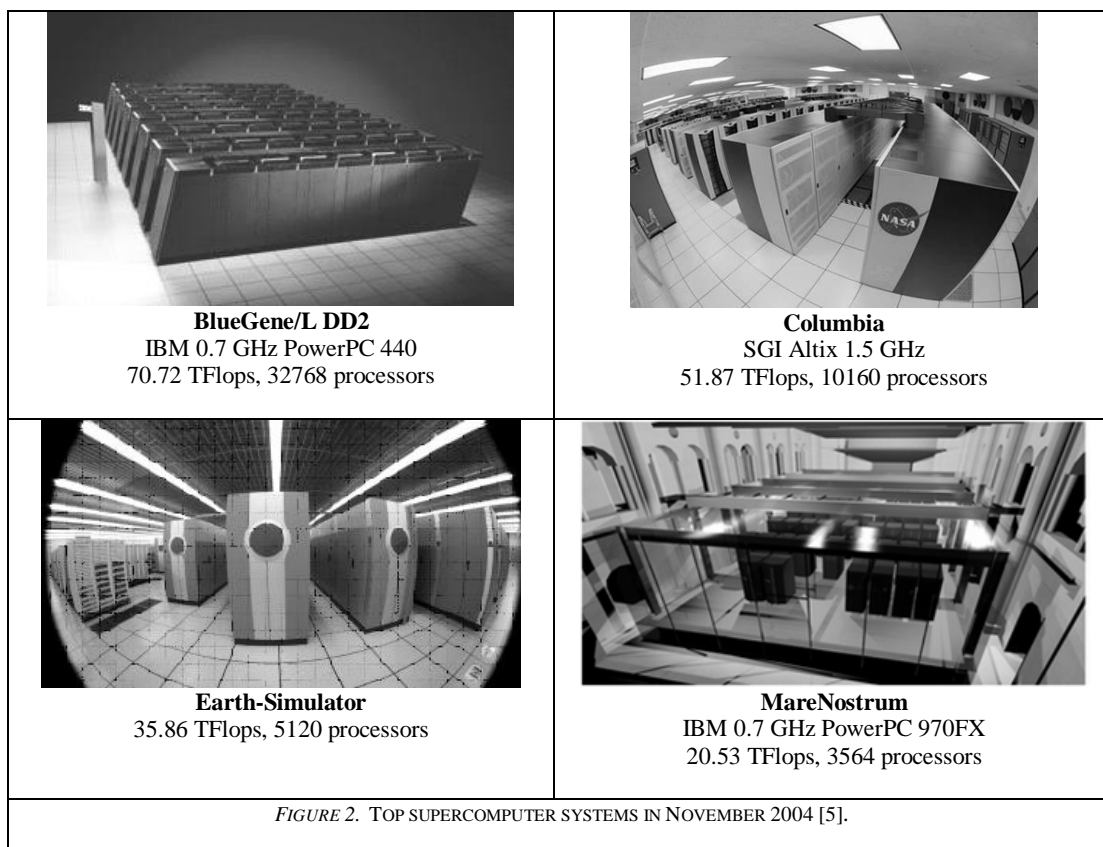 NASA
BlueGene/L DD2
IBM 0.7 GHz PowerPC 440
70.72 TFlops, 32768 processors
Columbia
SGI Altix 1.5 GHz
51.87 TFlops, 10160 processors
Earth-Simulator
35.86 TFlops, 5120 processors
MareNostrum
IBM 0.7 GHz PowerPC 970FX
20.53 TFlops, 3564 processors
FIGURE 2. TOP SUPERCOMPUTER SYSTEMS IN NOVEMBER 2004 [5].